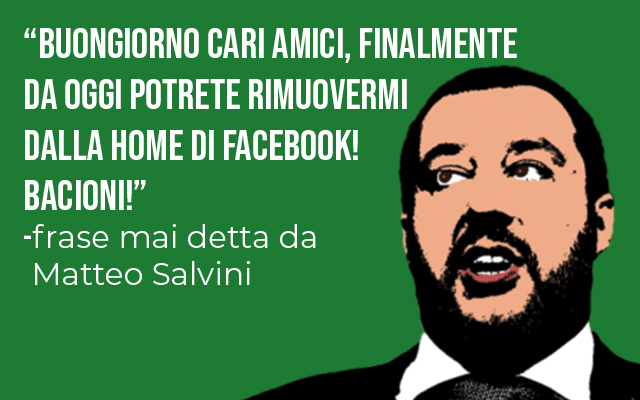 “BUONGIORNO CARI AMICI, FINALMENTE
DA OGGI POTRETE RIMUOVERMI
DALLA HOME DI FACEBOOK!
BACIONI!”
-frase mai detta da
Matteo Salvini